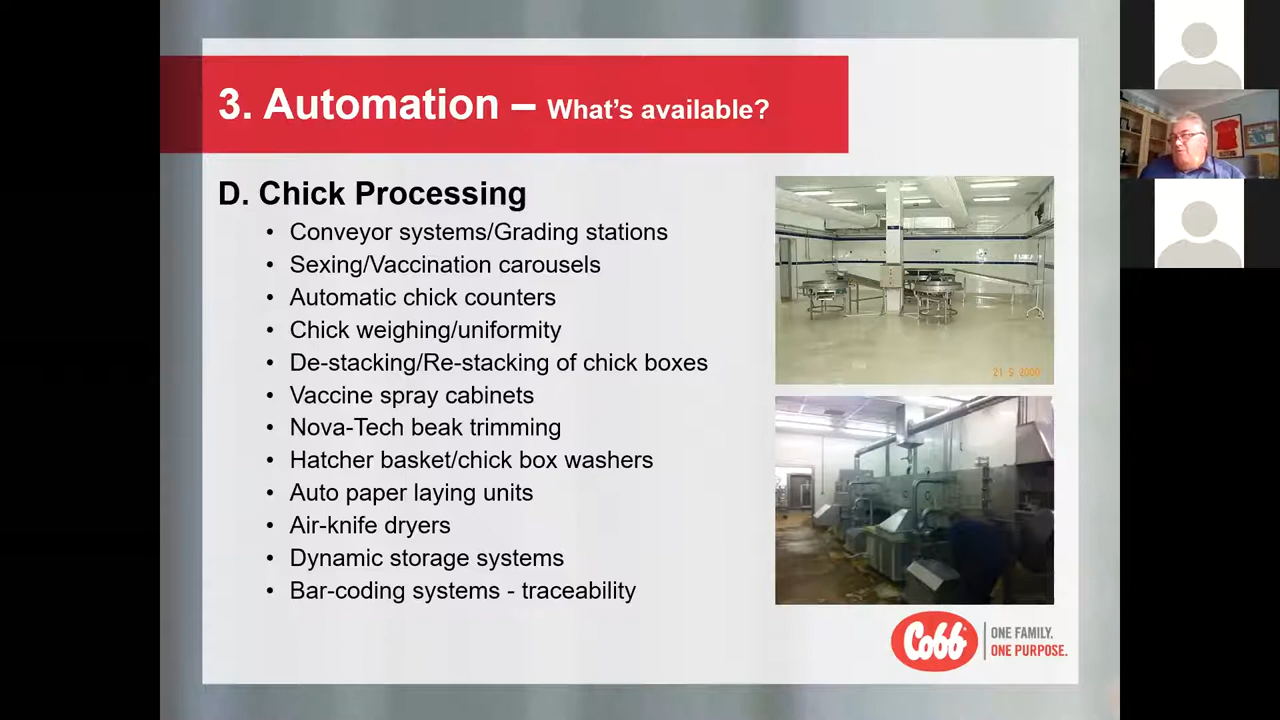 3. Automation – What's available?
D. Chick Processing
• Conveyor systems/Grading stations
• Sexing/Vaccination carousels
• Automatic chick counters
• Chick weighing/uniformity
• De-stacking/Re-stacking of chick boxes
• Vaccine spray cabinets
• Nova-Tech beak trimming
• Hatcher basket/chick box washers
• Auto paper laying units
• Air-knife dryers
• Dynamic storage systems
• Bar-coding systems - traceability
21 5 2000
Cobb
ONE FAMILY.
ONE PURPOSE.